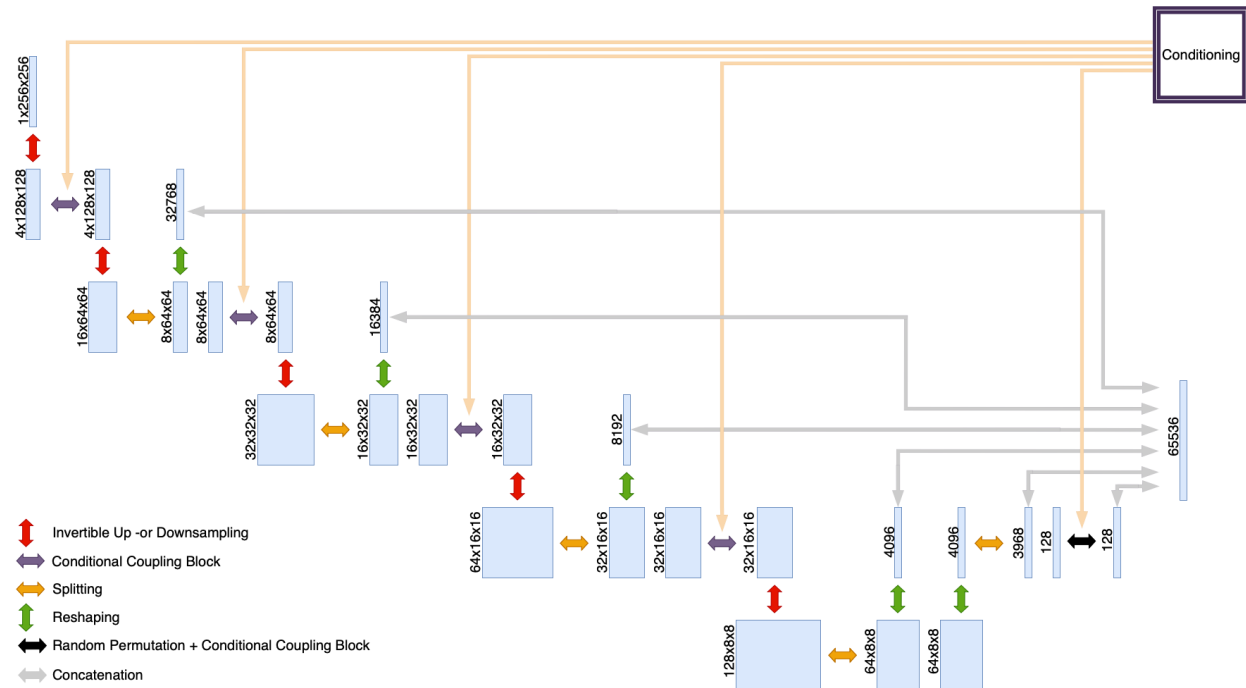 Conditioning
1x256x256
4x128x128
4x128x128
32768
16x64x64
8x64x64
8x64x64
8x64x64
16384
32x32x32
16x32x32
16x32x32
16x32x32
8192
65536
64x16x16
32x16x16
32x16x16
32x16x16
4096
4096
3968
128
128
128x8x8
64x8x8
64x8x8
Invertible Up -or Downsampling
Conditional Coupling Block
Splitting
Reshaping
Random Permutation + Conditional Coupling Block
Concatenation